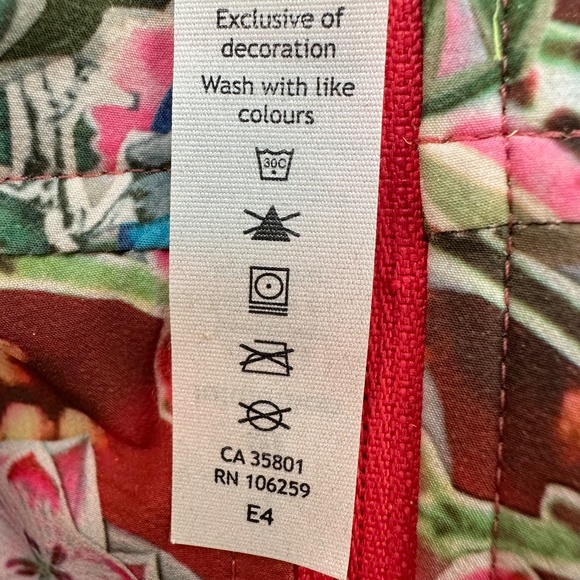 Exclusive of
decoration
Wash with like
colours
30C
CA 35801
RN 106259
E4